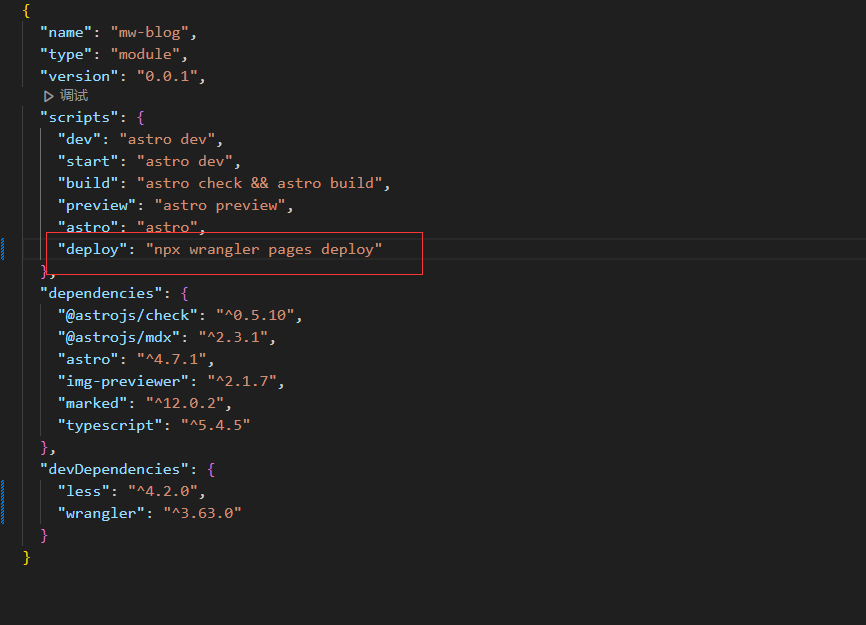 {
"name": "mw-blog",
"type": "module",
"version": "0.0.1",
调试
"scripts": {
"dev": "astro dev",
"start": "astro dev",
"build": "astro check && astro build",
"preview": "astro preview",
"astro": "astro",
"deploy": "npx wrangler pages deploy"
},
"dependencies": {
"@astrojs/check": "^0.5.10",
"@astrojs/mdx": "^2.3.1",
"astro": "^4.7.1",
"img-previewer": "^2.1.7",
"marked": "^12.0.2",
"typescript": "^5.4.5"
},
"devDependencies": {
"less": "^4.2.0",
"wrangler": "^3.63.0"
}
}